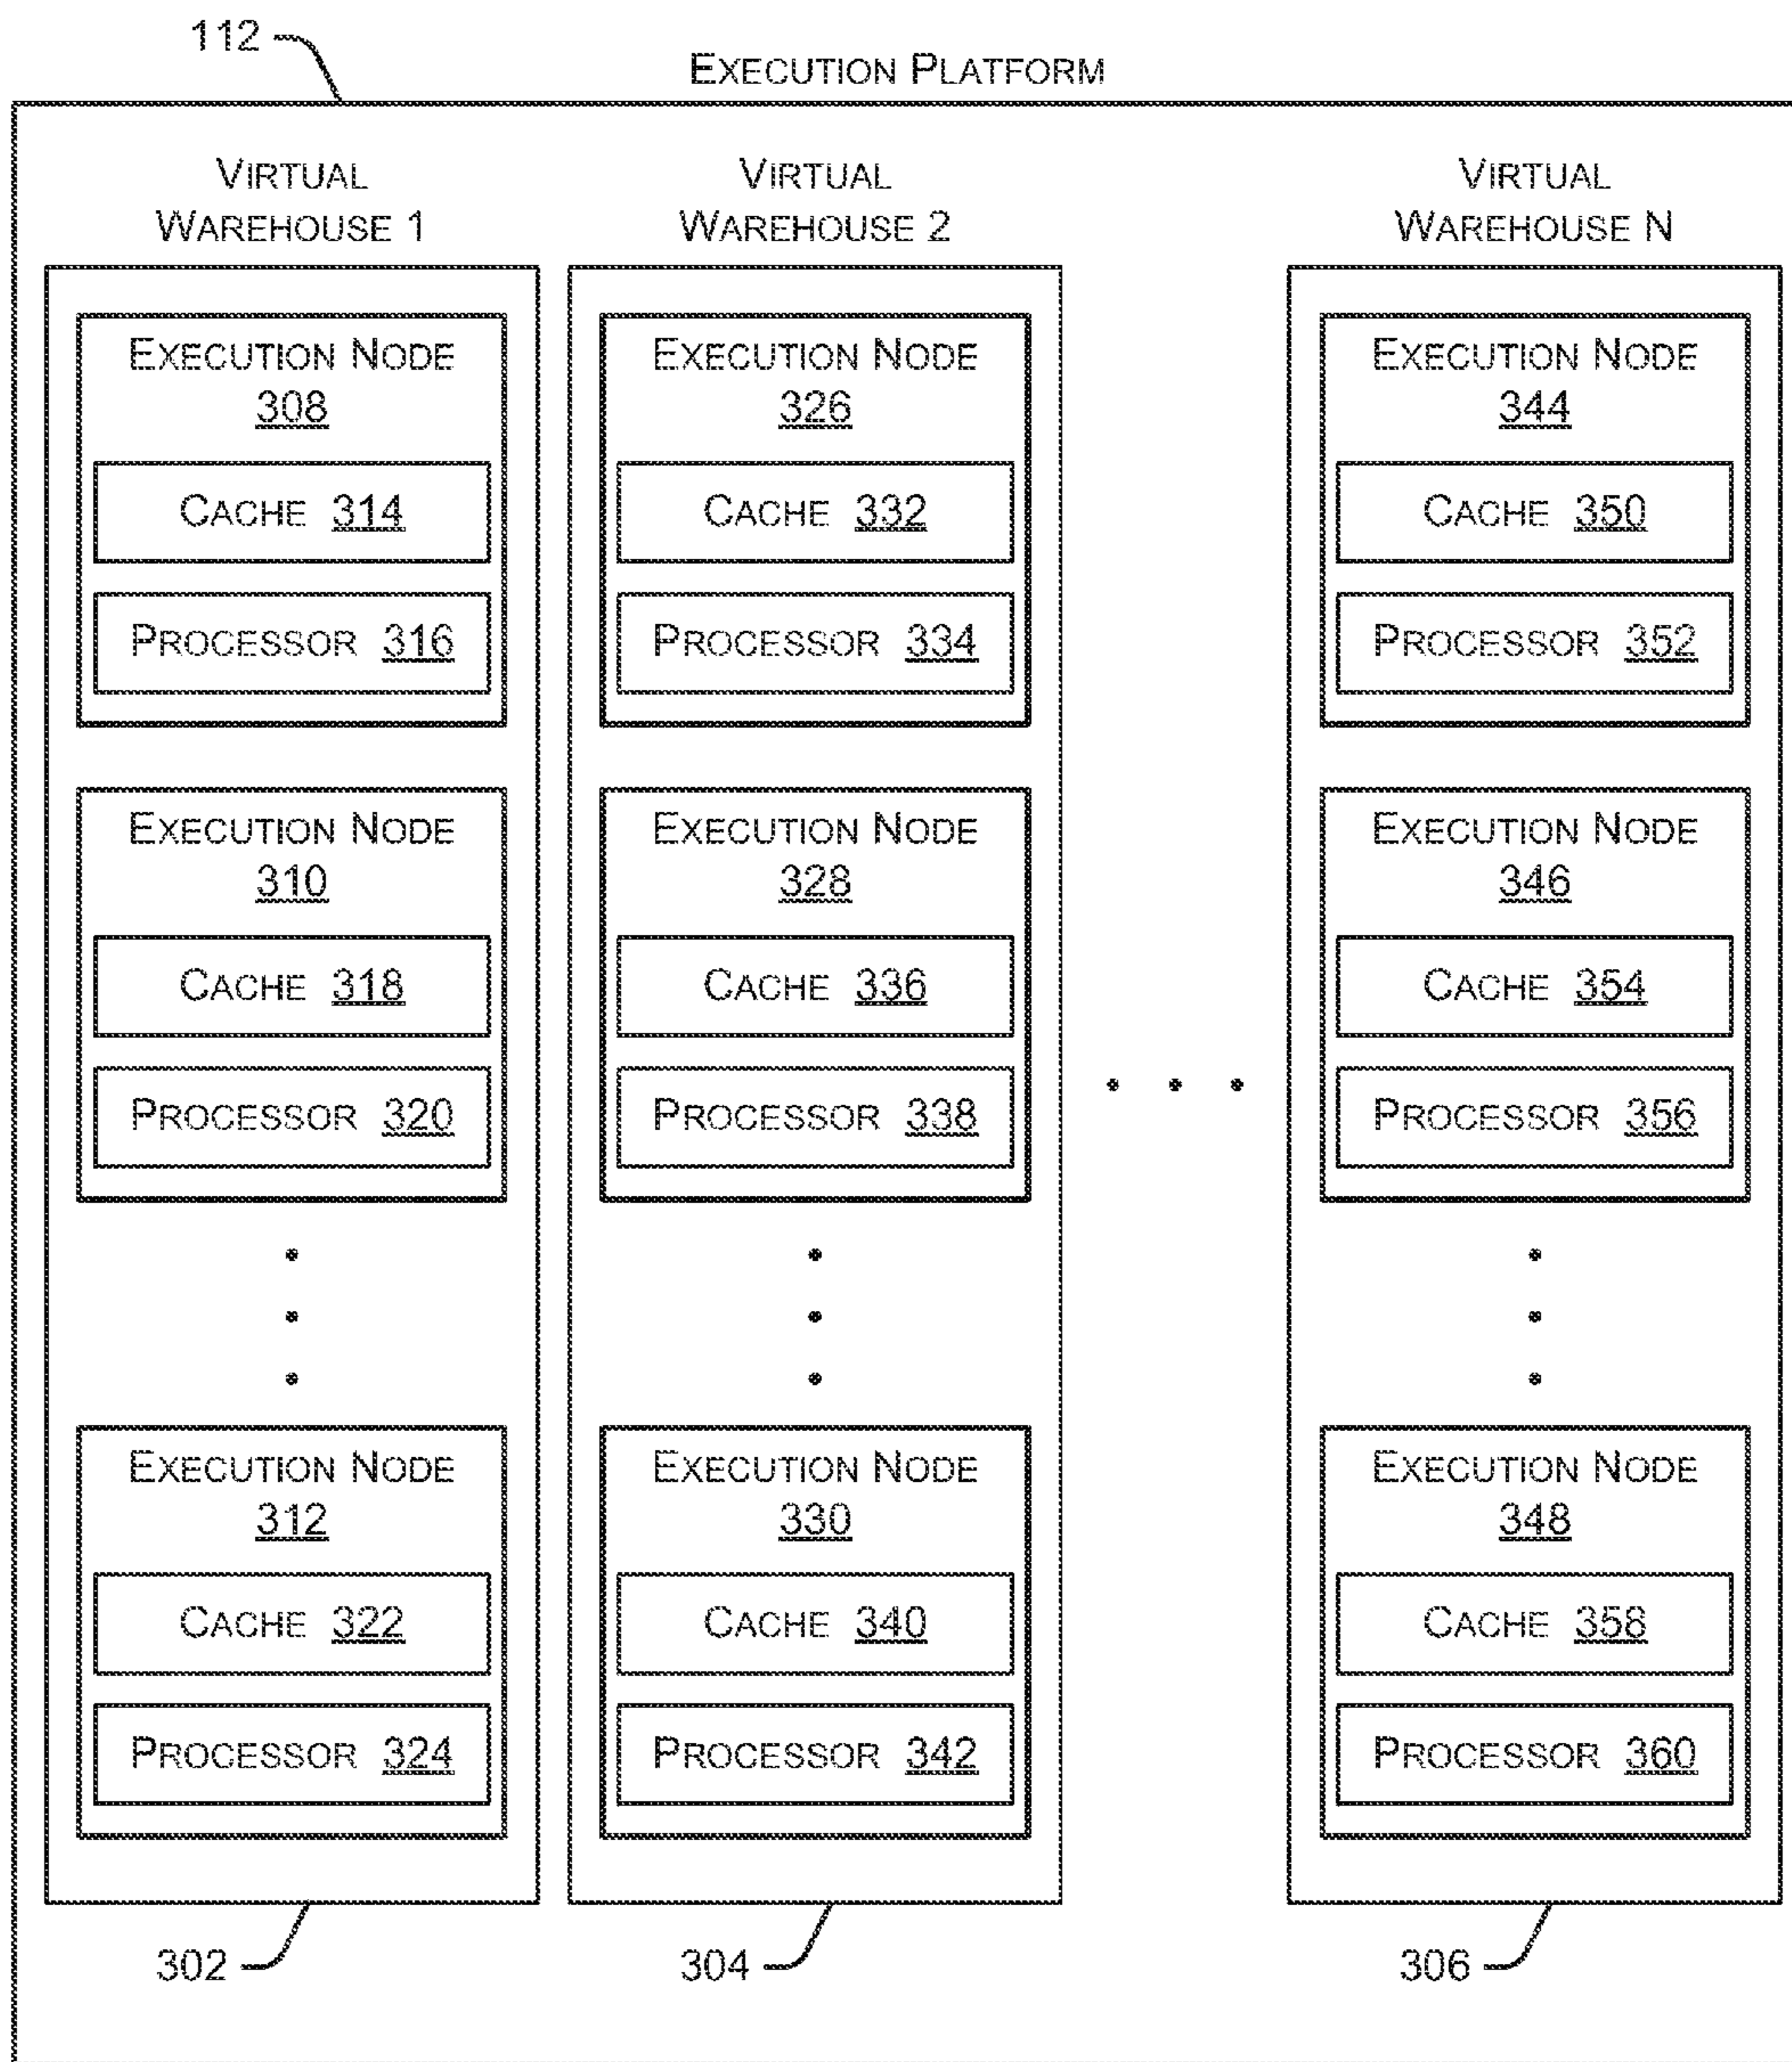 112
EXECUTION PLATFORM
VIRTUAL
WAREHOUSE 1
EXECUTION NODE
308
CACHE 314
PROCESSOR 316
EXECUTION NODE
310
CACHE 318
PROCESSOR 320
EXECUTION NODE
312
CACHE 322
PROCESSOR 324
302
VIRTUAL
WAREHOUSE 2
EXECUTION NODE
326
CACHE 332
PROCESSOR 334
EXECUTION NODE
328
CACHE 336
PROCESSOR 338
EXECUTION NODE
330
CACHE 340
PROCESSOR 342
304
VIRTUAL
WAREHOUSE N
EXECUTION NODE
344
CACHE 350
PROCESSOR 352
EXECUTION NODE
346
CACHE 354
PROCESSOR 356
EXECUTION NODE
348
CACHE 358
PROCESSOR 360
306